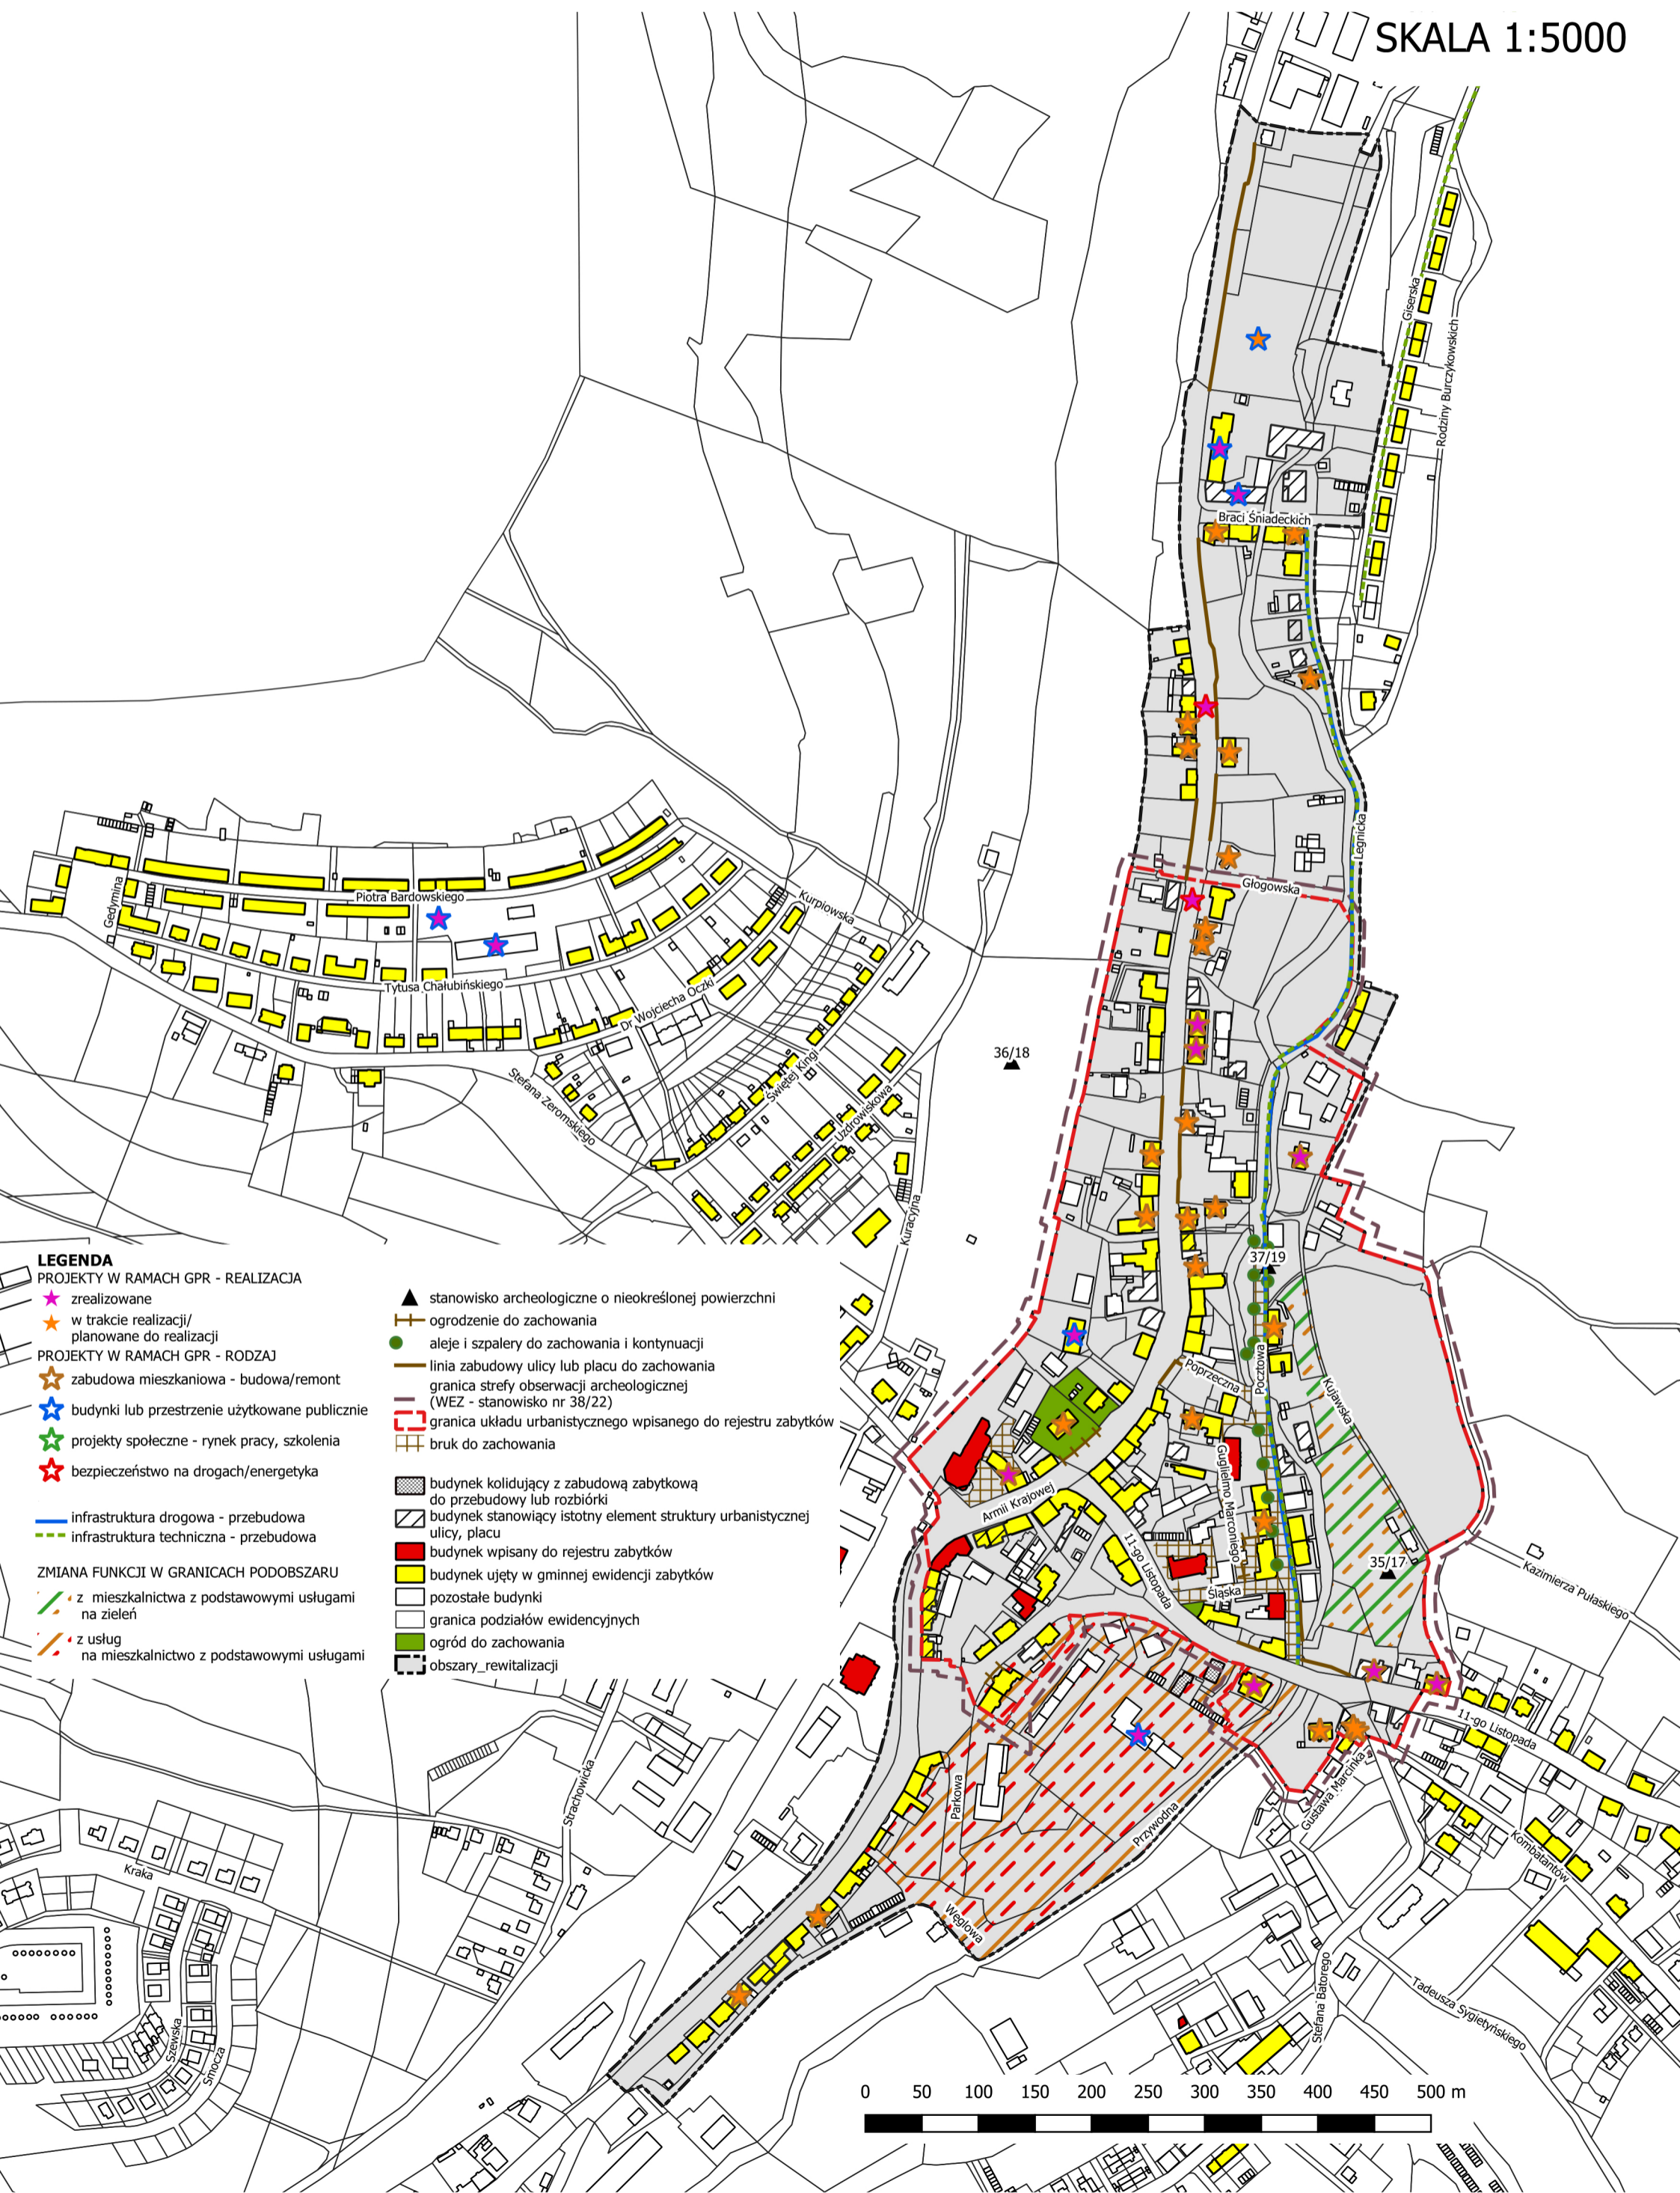 SKALA 1:5000
Giserska
Rodziny Burczykowskich
Braci Śniadeckich
Legnicka
Głogowska
Piotra Bardowskiego
Gedymina
Kurpiowska
Tytusa Chałubińskiego
Dr Wojciecha Oczki
Stefana Żeromskiego
Świętej Kingi
Uzdrowiskowa
Kuracyjna
36/18
37/19
LEGENDA
PROJEKTY W RAMACH GPR - REALIZACJA
zrealizowane
w trakcie realizacji/
planowane do realizacji
PROJEKTY W RAMACH GPR - RODZAJ
zabudowa mieszkaniowa - budowa/remont
budynki lub przestrzenie użytkowane publicznie
projekty społeczne - rynek pracy, szkolenia
bezpieczeństwo na drogach/energetyka
infrastruktura drogowa - przebudowa
infrastruktura techniczna - przebudowa
ZMIANA FUNKCJI W GRANICACH PODOBSZARU
z mieszkalnictwa z podstawowymi usługami
na zieleń
z usług
na mieszkalnictwo z podstawowymi usługami
stanowisko archeologiczne o nieokreślonej powierzchni
ogrodzenie do zachowania
aleje i szpalery do zachowania i kontynuacji
linia zabudowy ulicy lub placu do zachowania
granica strefy obserwacji archeologicznej
(WEZ - stanowisko nr 38/22)
granica układu urbanistycznego wpisanego do rejestru zabytków
bruk do zachowania
budynek kolidujący z zabudową zabytkową
do przebudowy lub rozbiórki
budynek stanowiący istotny element struktury urbanistycznej
ulicy, placu
budynek wpisany do rejestru zabytków
budynek ujęty w gminnej ewidencji zabytków
pozostałe budynki
granica podziałów ewidencyjnych
ogród do zachowania
obszary_rewitalizacji
Poprzeczna
Pocztowa
Kujawska
Guglielmo Marconiego
Armii Krajowej
11-go Listopada
Śląska
35/17
Kazimierza Pułaskiego
11-go Listopada
Gustawa Marcinka
Kombatantów
Parkowa
Przywodna
Węglowa
Strachowicka
Kraka
Szewska
Smocza
Stefana Batorego
Tadeusza Sygietyńskiego
0 50 100 150 200 250 300 350 400 450 500 m